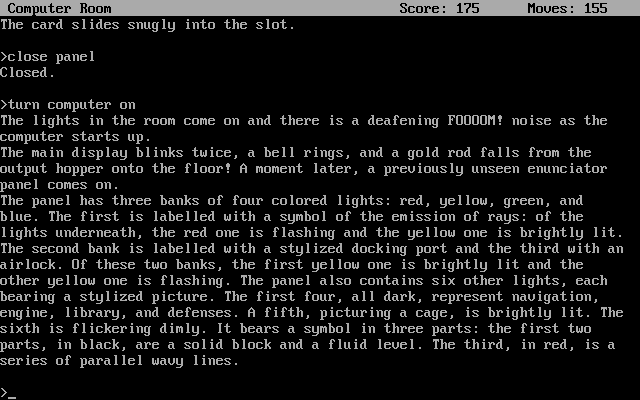 Computer Room Score: 175 Moves: 155
The card slides snugly into the slot.
>close panel
Closed.
>turn computer on
The lights in the room come on and there is a deafening FOOOOM! noise as the
computer starts up.
The main display blinks twice, a bell rings, and a gold rod falls from the
output hopper onto the floor! A moment later, a previously unseen enunciator
panel comes on.
The panel has three banks of four colored lights: red, yellow, green, and
blue. The first is labelled with a symbol of the emission of rays: of the
lights underneath, the red one is flashing and the yellow one is brightly lit.
The second bank is labelled with a stylized docking port and the third with an
airlock. Of these two banks, the first yellow one is brightly lit and the
other yellow one is flashing. The panel also contains six other lights, each
bearing a stylized picture. The first four, all dark, represent navigation,
engine, library, and defenses. A fifth, picturing a cage, is brightly lit. The
sixth is flickering dimly. It bears a symbol in three parts: the first two
parts, in black, are a solid block and a fluid level. The third, in red, is a
series of parallel wavy lines.
>_